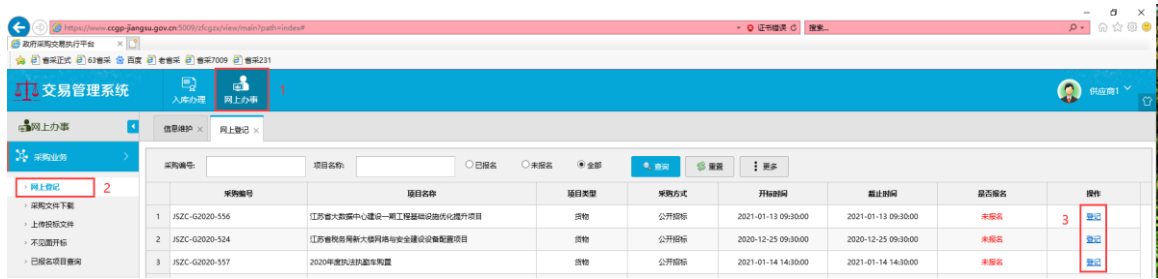 https://www.ccgp-jiangsu.gov.cn:5009/zfcgzx/view/main?path=index#
证书错误
搜索...
政府采购交易执行平台
省采正式 63省采 百度 老省采 省采7009 省采231
交易管理系统
入库办理
网上办事
1
供应商1
网上办事
信息维护
网上登记
采购业务
采购编号:
项目名称:
已报名
未报名
全部
查询
重置
更多
网上登记
2
采购文件下载
上传投标文件
不见面开标
已报名项目查询
采购编号 项目名称 项目类型 采购方式 开标时间 截止时间 是否报名 操作
1 JSZC-G2020-556 江苏省大数据中心建设一期工程基础设施优化提升项目 货物 公开招标 2021-01-13 09:30:00 2021-01-13 09:30:00 未报名 登记
3
2 JSZC-G2020-524 江苏省税务局新大楼网络与安全建设设备配置项目 货物 公开招标 2020-12-25 09:30:00 2020-12-25 09:30:00 未报名 登记
3 JSZC-G2020-557 2020年度执法执勤车购置 货物 公开招标 2021-01-14 14:30:00 2021-01-14 14:30:00 未报名 登记